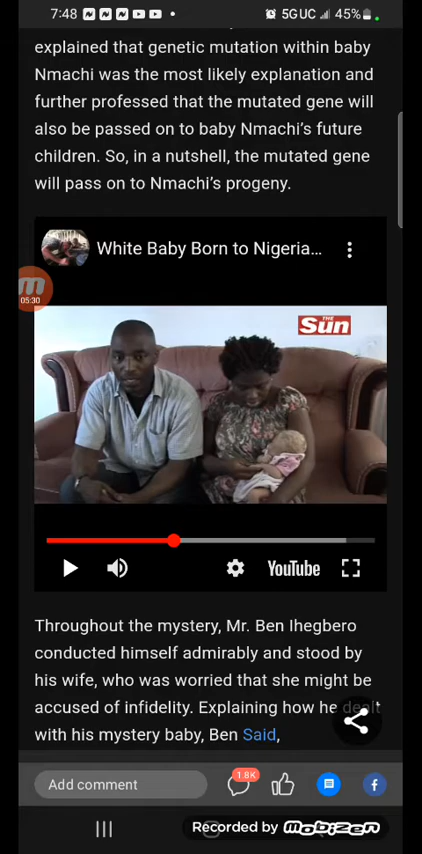 7:48
5GUC 45%
explained that genetic mutation within baby
Nmachi was the most likely explanation and
further professed that the mutated gene will
also be passed on to baby Nmachi's future
children. So, in a nutshell, the mutated gene
will pass on to Nmachi's progeny.
White Baby Born to Nigeria...
05:30
THE
Sun
YouTube
Throughout the mystery, Mr. Ben Ihegbero
conducted himself admirably and stood by
his wife, who was worried that she might be
accused of infidelity. Explaining how he dealt
with his mystery baby, Ben Said,
Add comment
1.8K
Recorded by mobizen